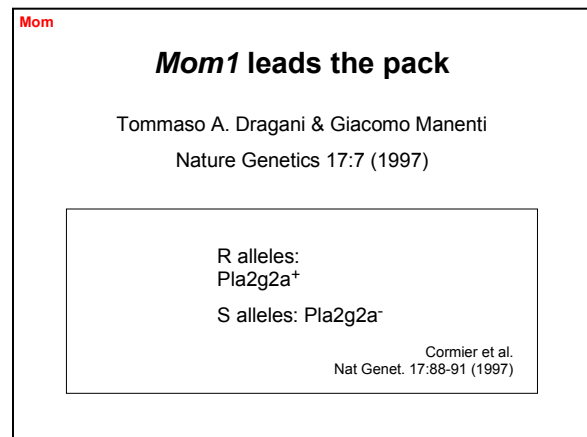 Mom
Mom1 leads the pack
Tommaso A. Dragani & Giacomo Manenti
Nature Genetics 17:7 (1997)
R alleles:
Pla2g2a⁺
S alleles: Pla2g2a⁻
Cormier et al.
Nat Genet. 17:88-91 (1997)